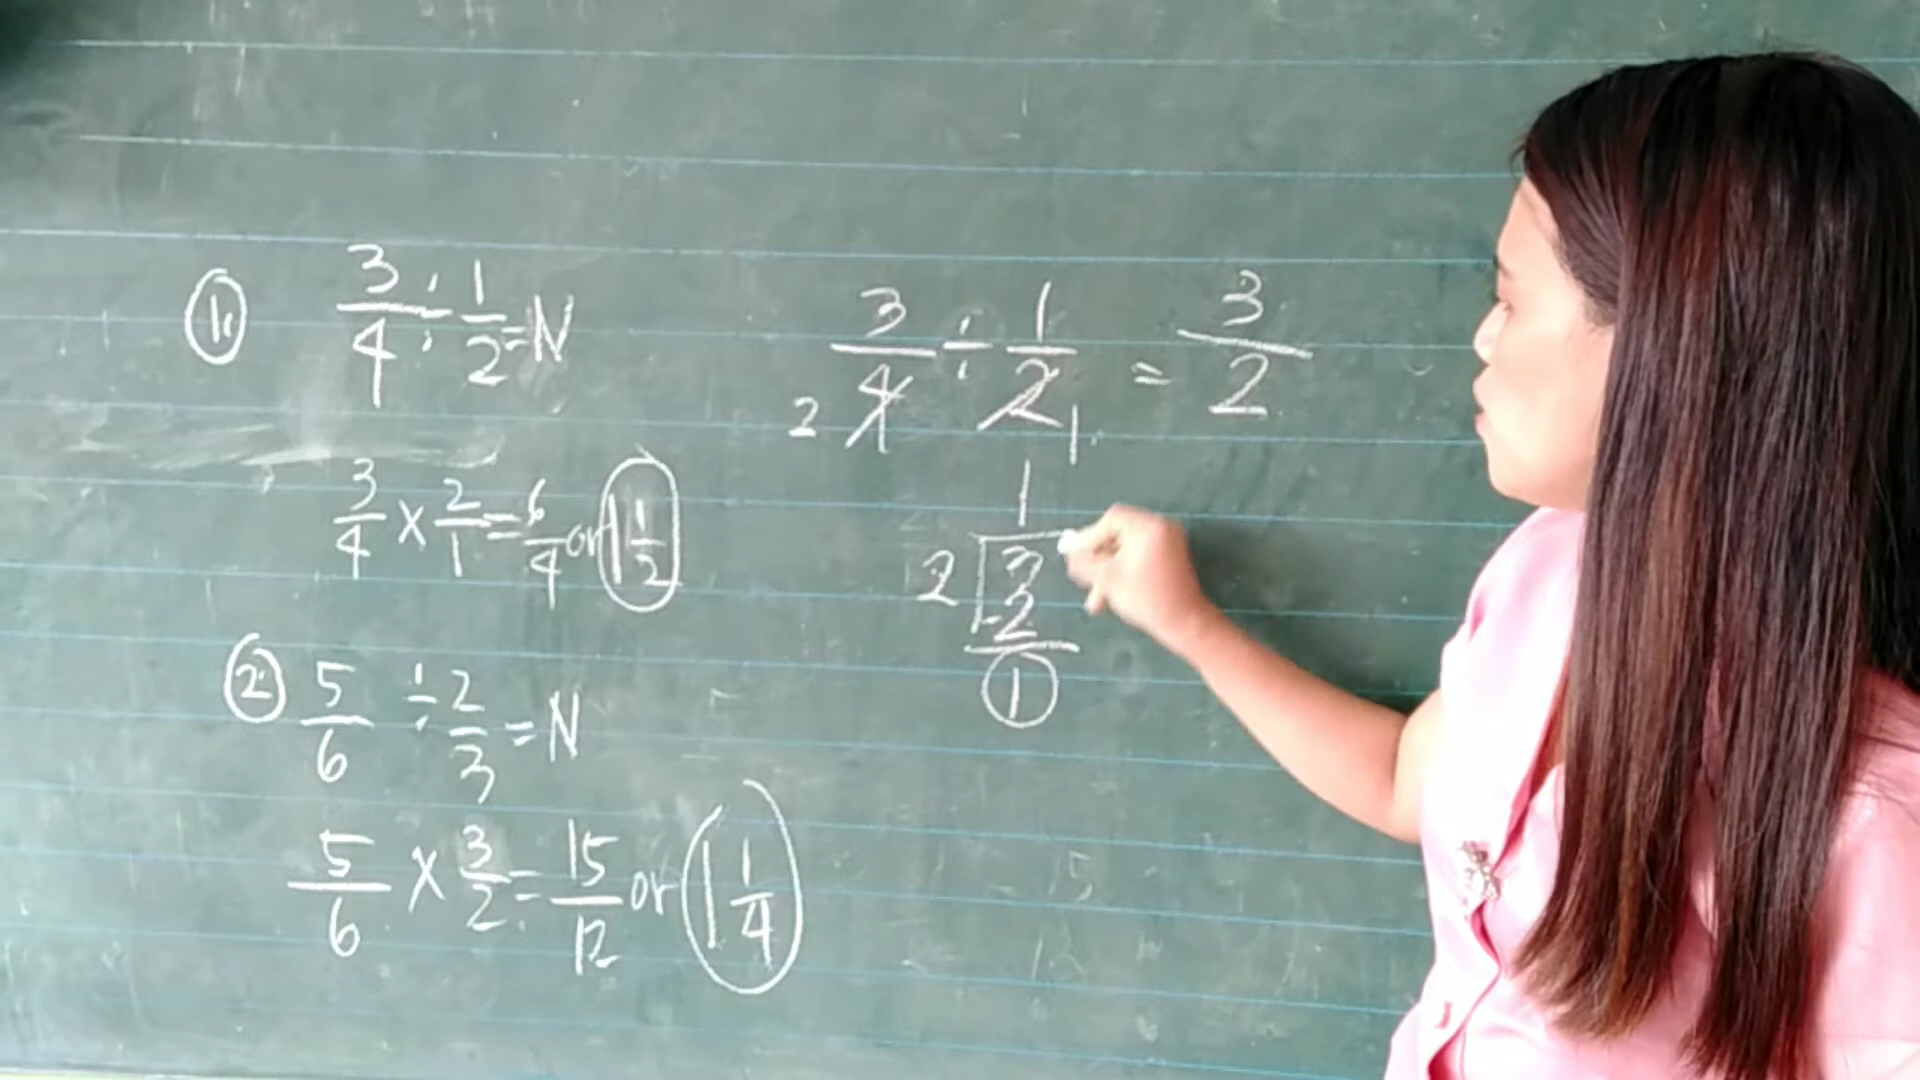 1. 3/4 ÷ 1/2 = N
3/4 x 2/1 = 6/4 or 1 1/2
2. 5/6 ÷ 2/3 = N
5/6 x 3/2 = 15/12 or 1 1/4
3/4 ÷ 1/2 = 3/2
2 1
1
2 3
-2
1